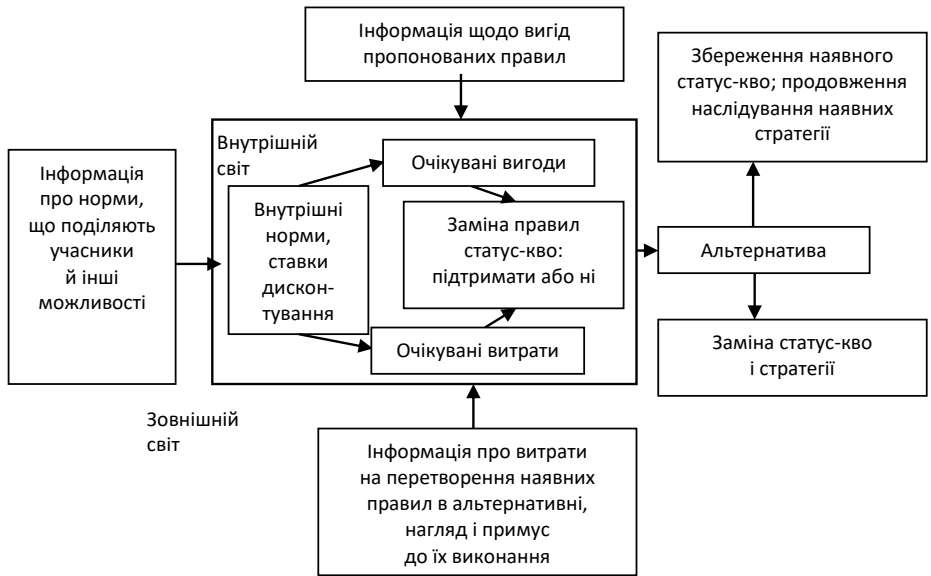 Інформація щодо вигід
пропонованих правил
Збереження наявного
статус-кво; продовження
наслідування наявних
стратегії
Внутрішній
світ
Інформація
про норми,
що поділяють
учасники
й інші
можливості
Внутрішні
норми,
ставки
дискон-
тування
Очікувані вигоди
Заміна правил
статус-кво:
підтримати або ні
Очікувані витрати
Альтернатива
Заміна статус-кво
і стратегії
Зовнішній
світ
Інформація про витрати
на перетворення наявних
правил в альтернативні,
нагляд і примус
до їх виконання